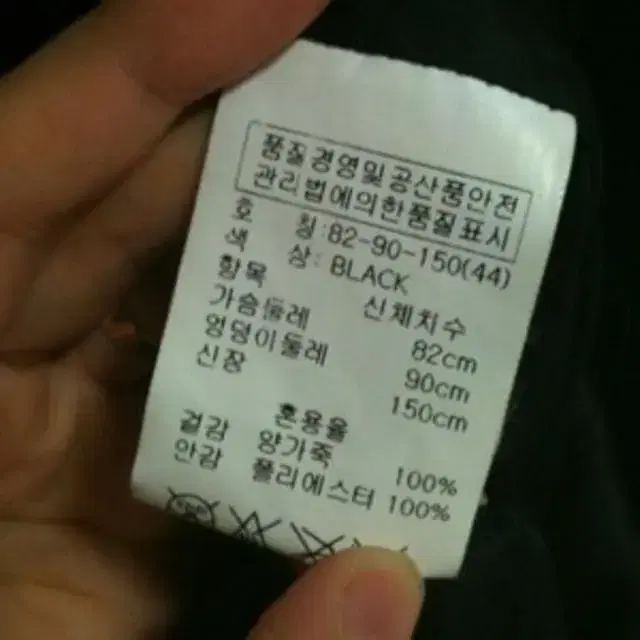 품질경영및공산품안전
관리법에의한품질표시
호 칭:82-90-150(44)
색 상: BLACK
항목 신체치수
가슴둘레 82cm
엉덩이둘레 90cm
신장 150cm
혼용율
겉감 양가죽 100%
안감 폴리에스터 100%